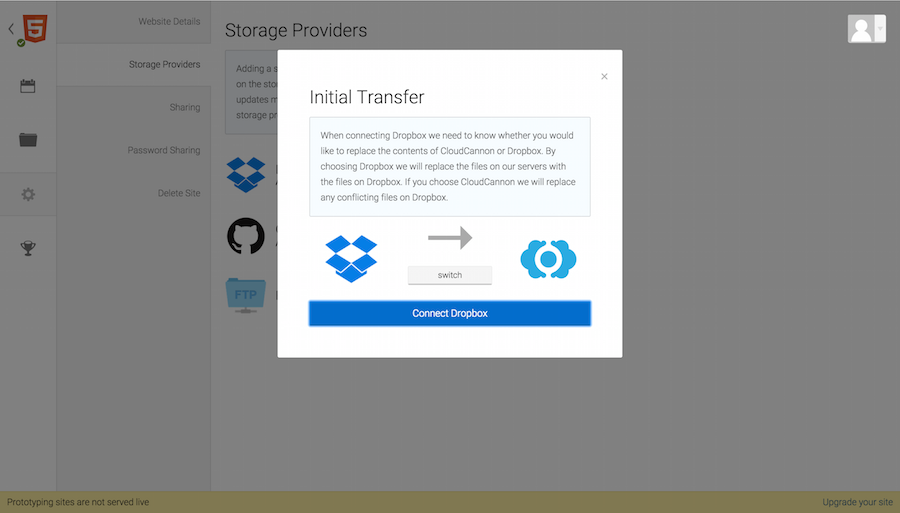 Website Details
Storage Providers
Sharing
Password Sharing
Delete Site
Storage Providers
Adding a s
on the sto
updates m
storage pr
FTP
×
Initial Transfer
When connecting Dropbox we need to know whether you would
like to replace the contents of CloudCannon or Dropbox. By
choosing Dropbox we will replace the files on our servers with
the files on Dropbox. If you choose CloudCannon we will replace
any conflicting files on Dropbox.
switch
Connect Dropbox
Prototyping sites are not served live
Upgrade your site